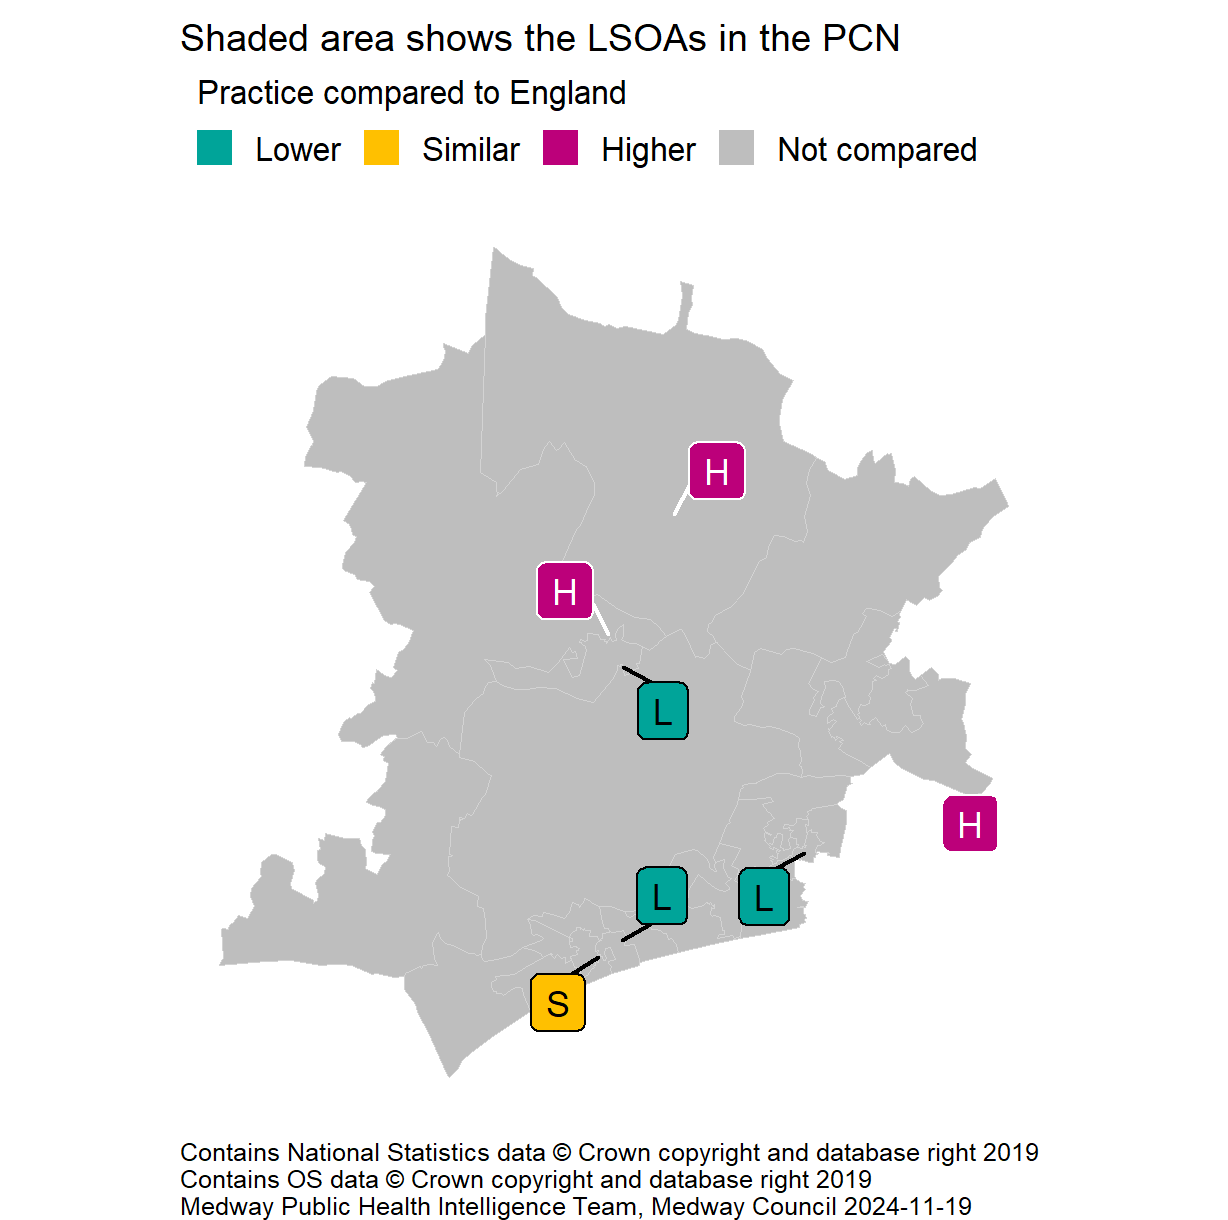 Shaded area shows the LSOAs in the PCN
Practice compared to England
Lower Similar Higher Not compared
H
H
L
H
L
L
S
Contains National Statistics data © Crown copyright and database right 2019
Contains OS data © Crown copyright and database right 2019
Medway Public Health Intelligence Team, Medway Council 2024-11-19